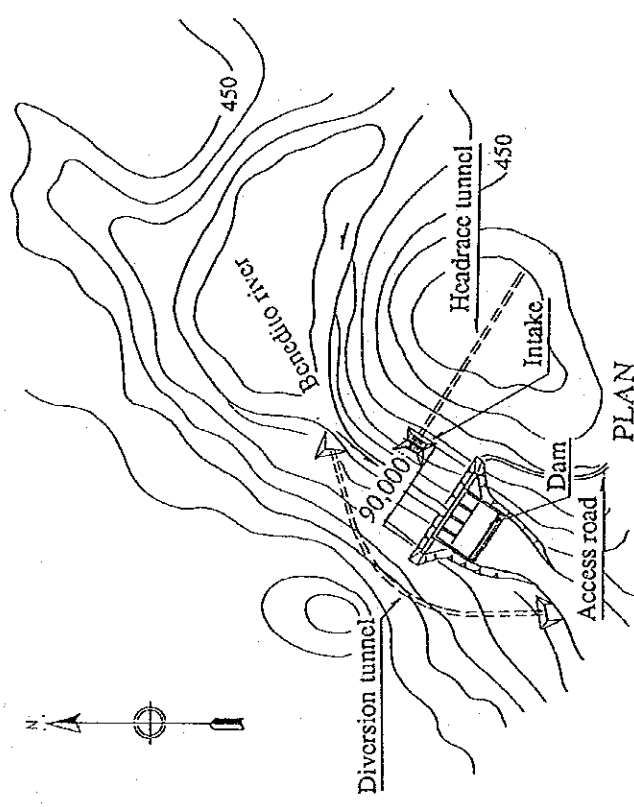 N
450
Benedito river
Headrace tunnel
450
Intake
90,000
Dam
Access road
Diversion tunnel
PLAN